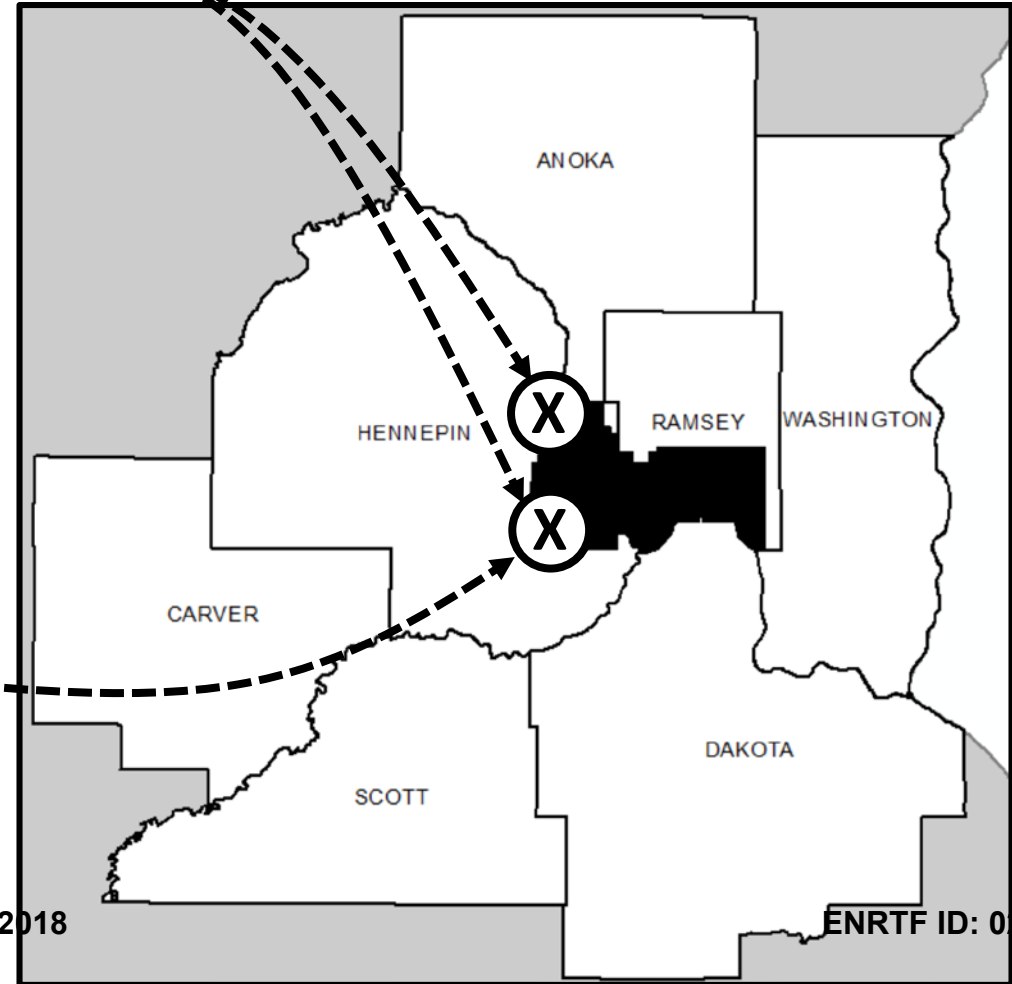 ANOKA
X
HENNEPIN
RAMSEY
WASHINGTON
X
CARVER
DAKOTA
SCOTT
2018
ENRTF ID: